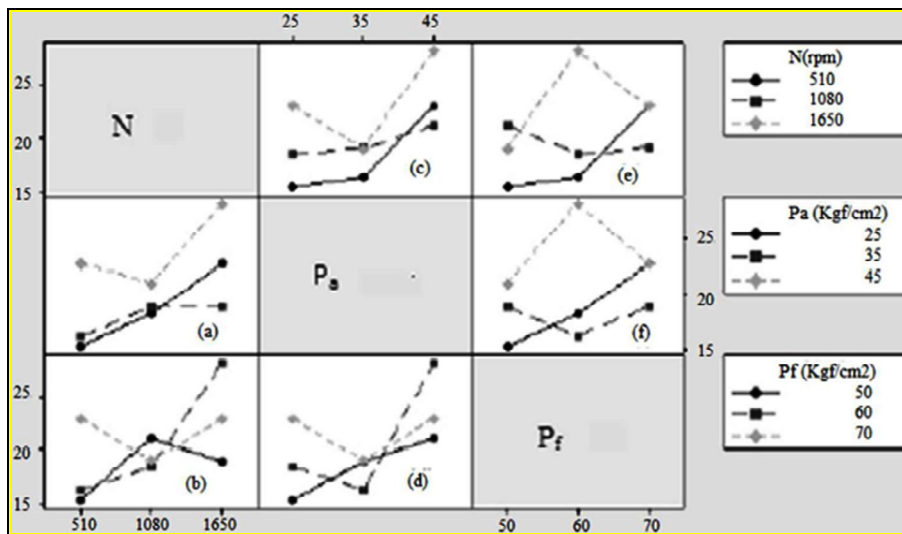 25 35 45
25
20
15
N
(c)
(e)
N(rpm)
510
1080
1650
(a)
Pa
(f)
25
20
15
Pa (Kgf/cm2)
25
35
45
25
20
15
(b)
(d)
Pf
Pf (Kgf/cm2)
50
60
70
510 1080 1650
50 60 70